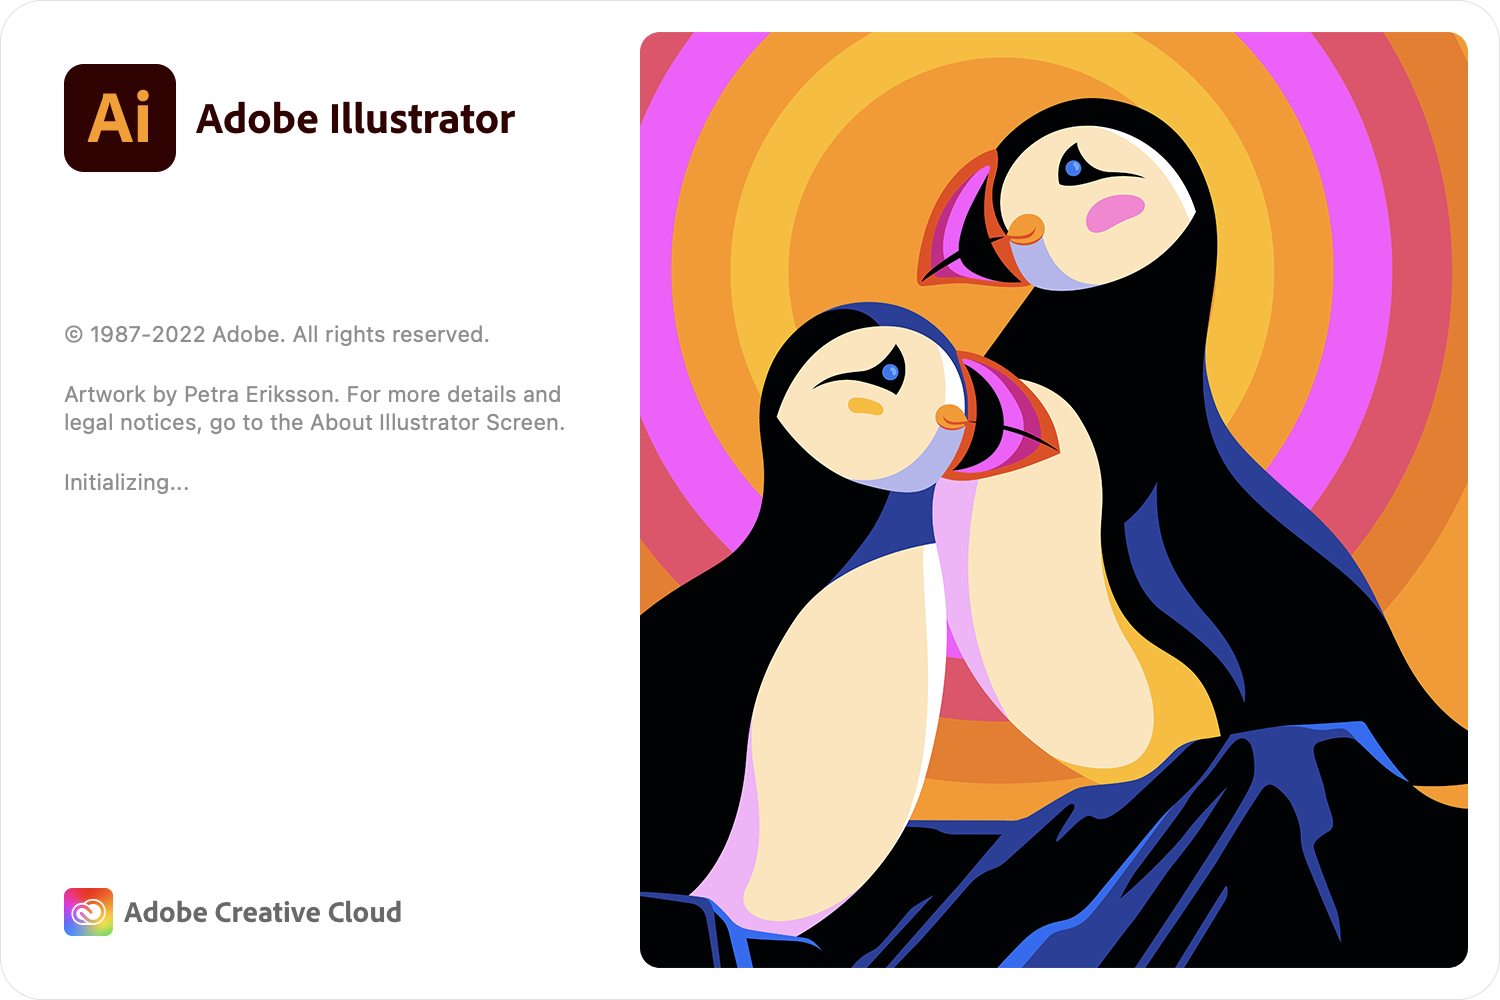 Ai
Adobe Illustrator
© 1987-2022 Adobe. All rights reserved.
Artwork by Petra Eriksson. For more details and
legal notices, go to the About Illustrator Screen.
Initializing...
Adobe Creative Cloud